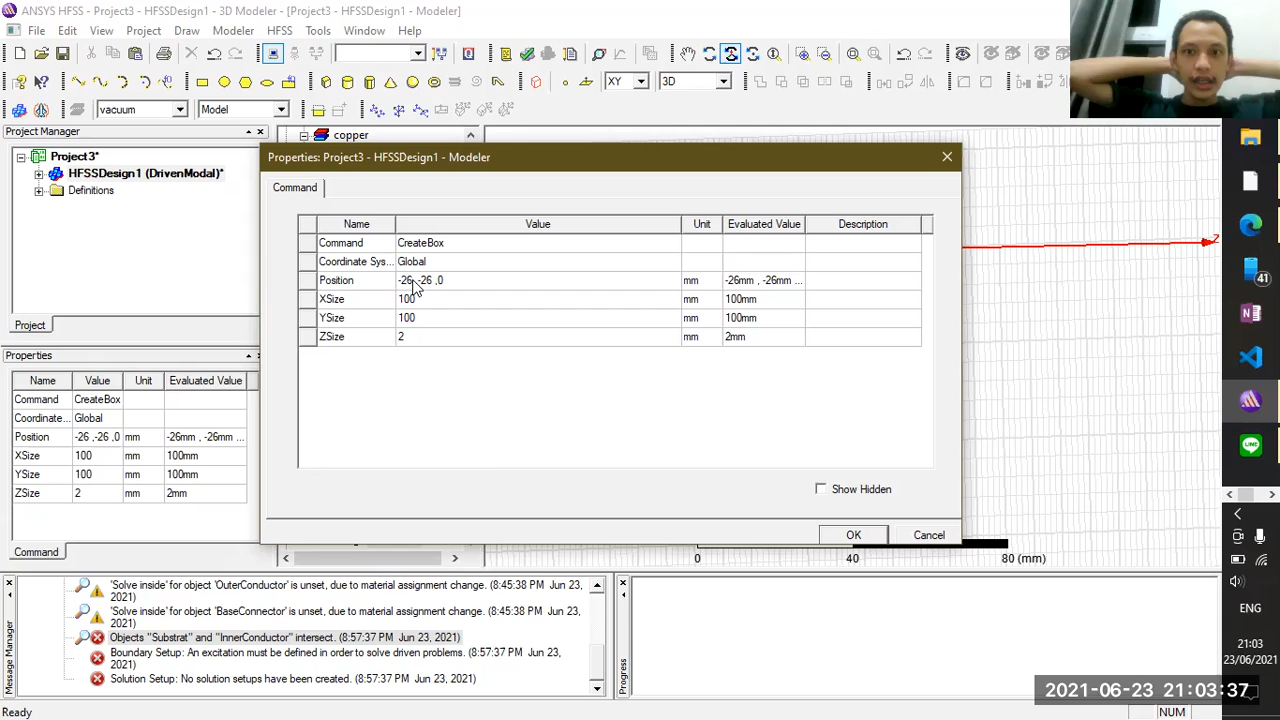 ANSYS HFSS - Project3 - HFSSDesign1 - 3D Modeler - [Project3 - HFSSDesign1 - Modeler]
File Edit View Project Draw Modeler HFSS Tools Window Help
XY 3D
vacuum Model
Project Manager
copper
Project3*
HFSSDesign1 (DrivenModal)*
Definitions
Project
Properties: Project3 - HFSSDesign1 - Modeler
Command
Name Value Unit Evaluated Value Description
Command CreateBox
Coordinate Sys... Global
Position -26 ,-26 ,0 mm -26mm , -26mm ...
XSize 100 mm 100mm
YSize 100 mm 100mm
ZSize 2 mm 2mm
Show Hidden
OK Cancel
Z
Properties
Name Value Unit Evaluated Value
Command CreateBox
Coordinate... Global
Position -26 ,-26 ,0 mm -26mm , -26mm ...
XSize 100 mm 100mm
YSize 100 mm 100mm
ZSize 2 mm 2mm
Command
0 40 80 (mm)
Message Manager
'Solve inside' for object 'OuterConductor' is unset, due to material assignment change. (8:45:38 PM Jun 23,
2021)
'Solve inside' for object 'BaseConnector' is unset, due to material assignment change. (8:45:38 PM Jun 23,
2021)
Objects "Substrat" and "InnerConductor" intersect. (8:57:37 PM Jun 23, 2021)
Boundary Setup: An excitation must be defined in order to solve driven problems. (8:57:37 PM Jun 23,
2021)
Solution Setup: No solution setups have been created. (8:57:37 PM Jun 23, 2021)
Progress
Ready
NUM
41
ENG
21:03
23/06/2021
2021-06-23 21:03:37